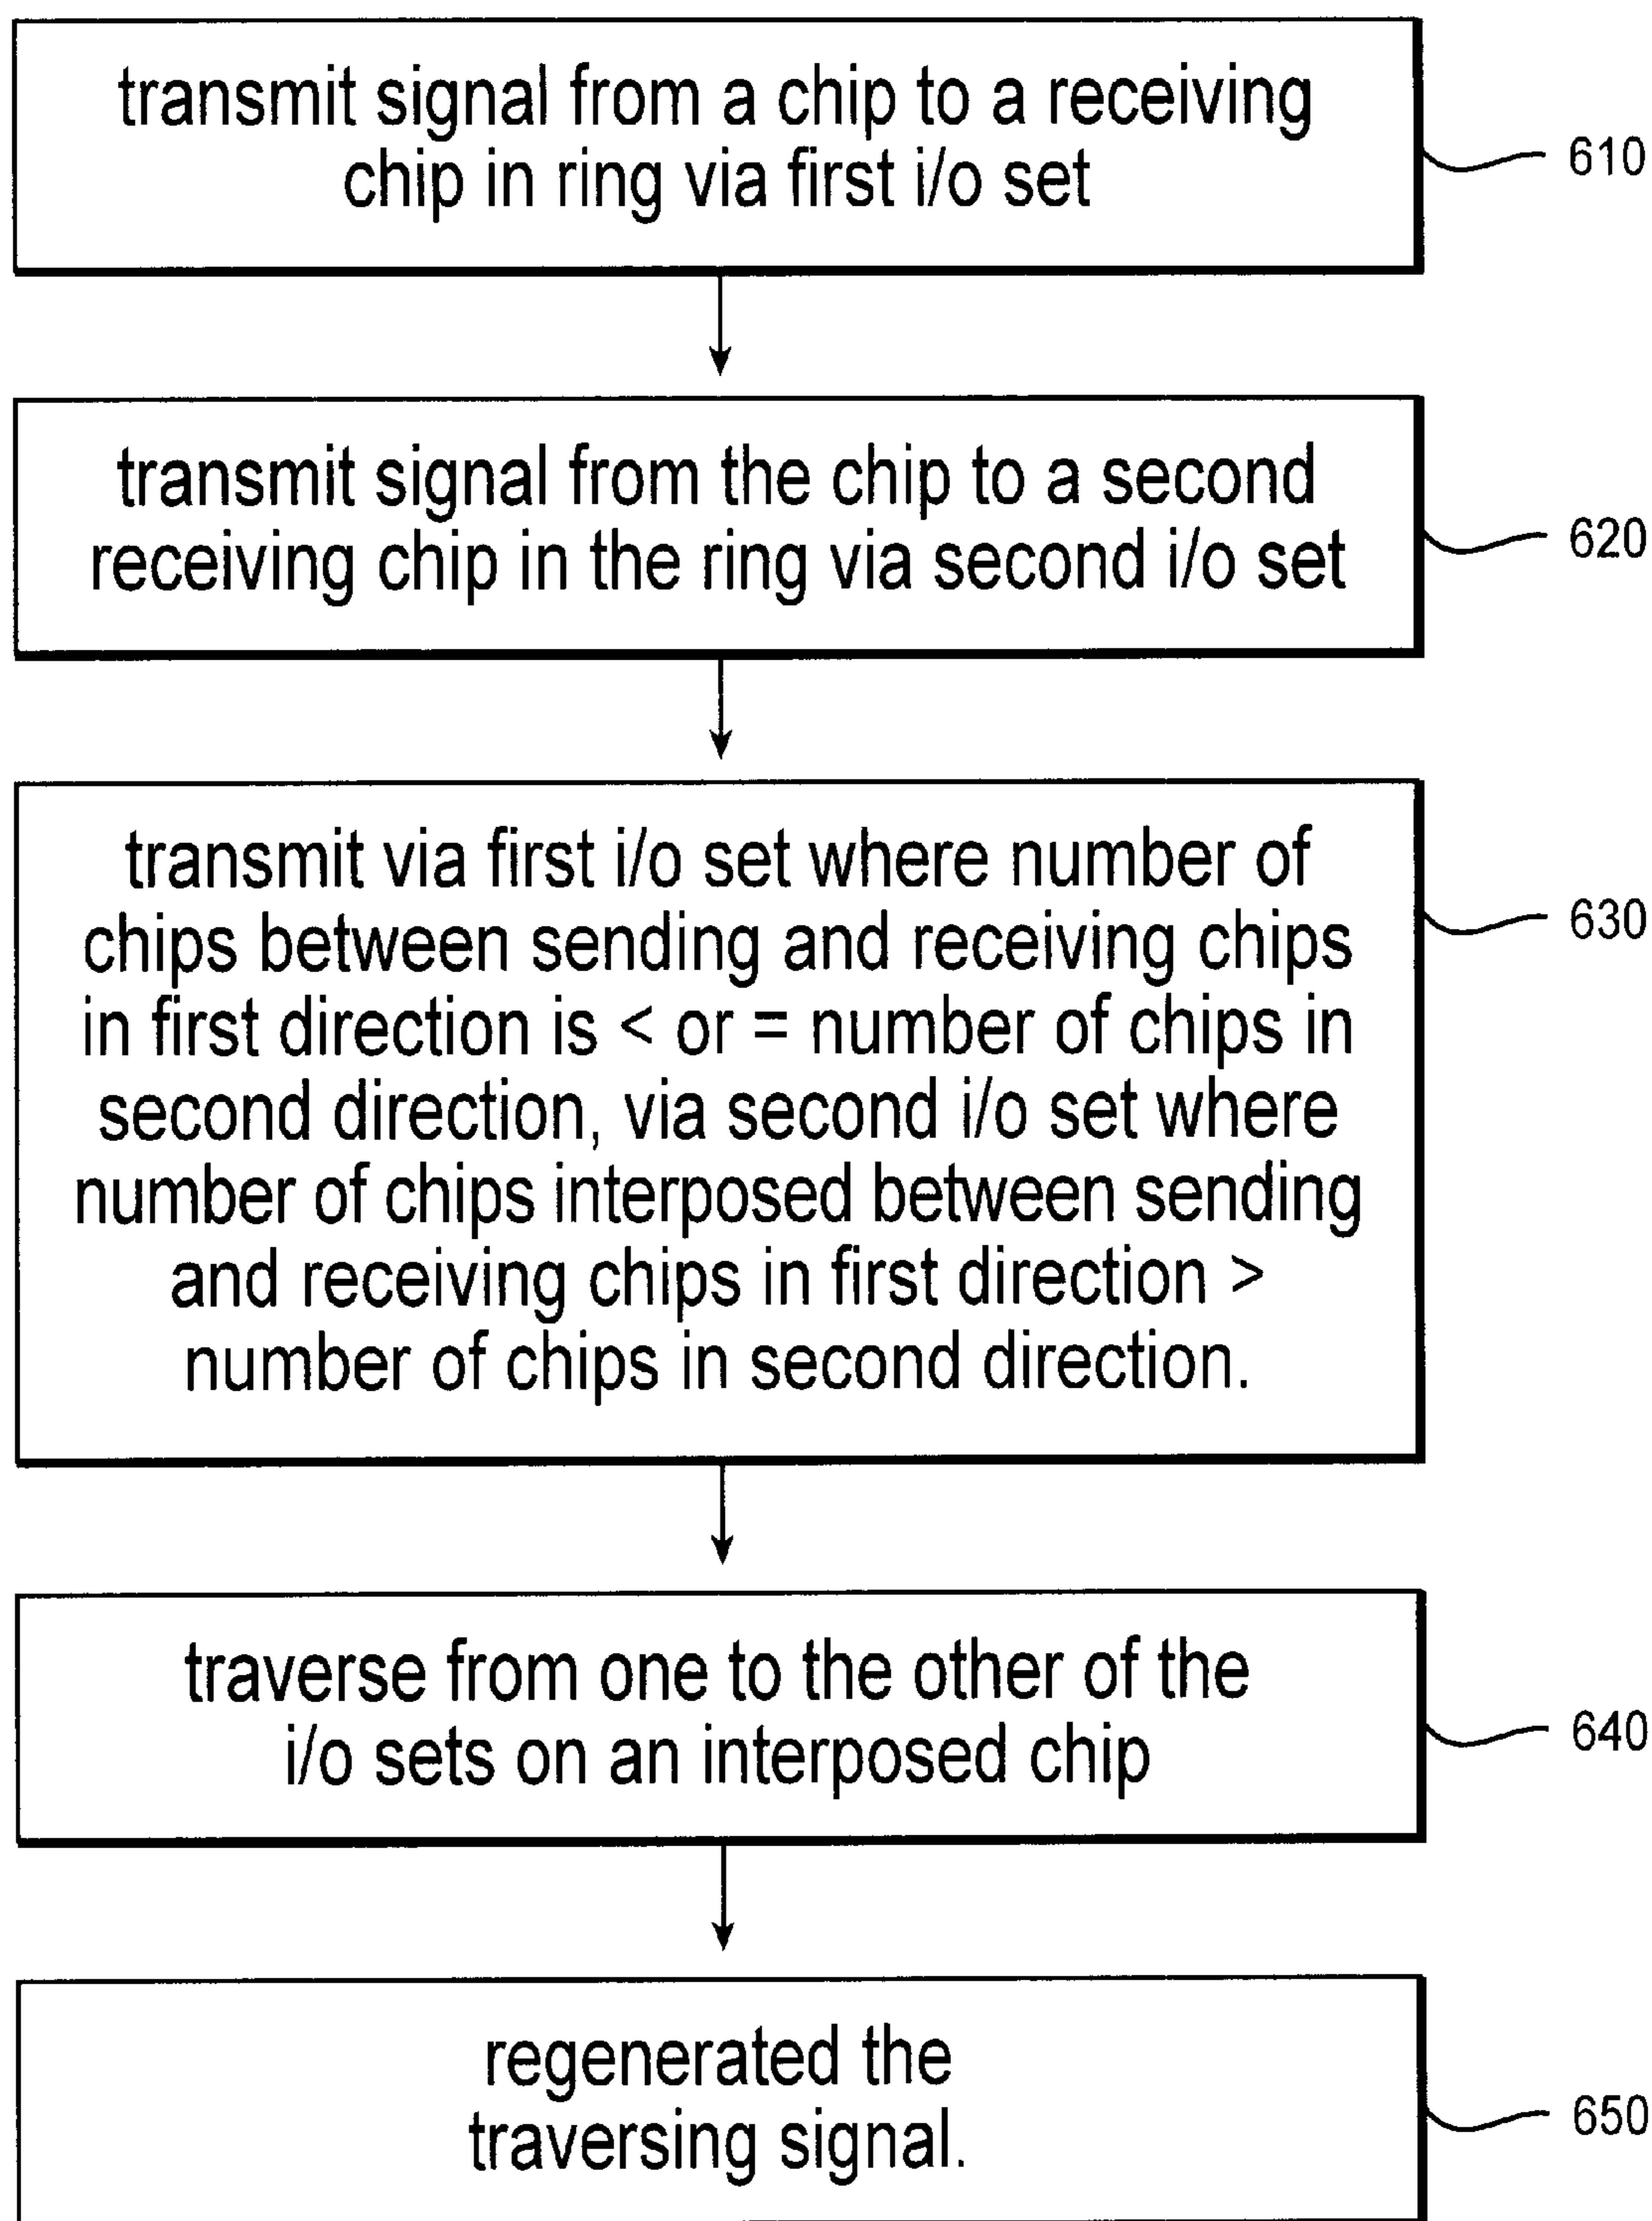 transmit signal from a chip to a receiving
chip in ring via first i/o set
610
transmit signal from the chip to a second
receiving chip in the ring via second i/o set
620
transmit via first i/o set where number of
chips between sending and receiving chips
in first direction is < or = number of chips in
second direction, via second i/o set where
number of chips interposed between sending
and receiving chips in first direction >
number of chips in second direction.
630
traverse from one to the other of the
i/o sets on an interposed chip
640
regenerated the
traversing signal.
650